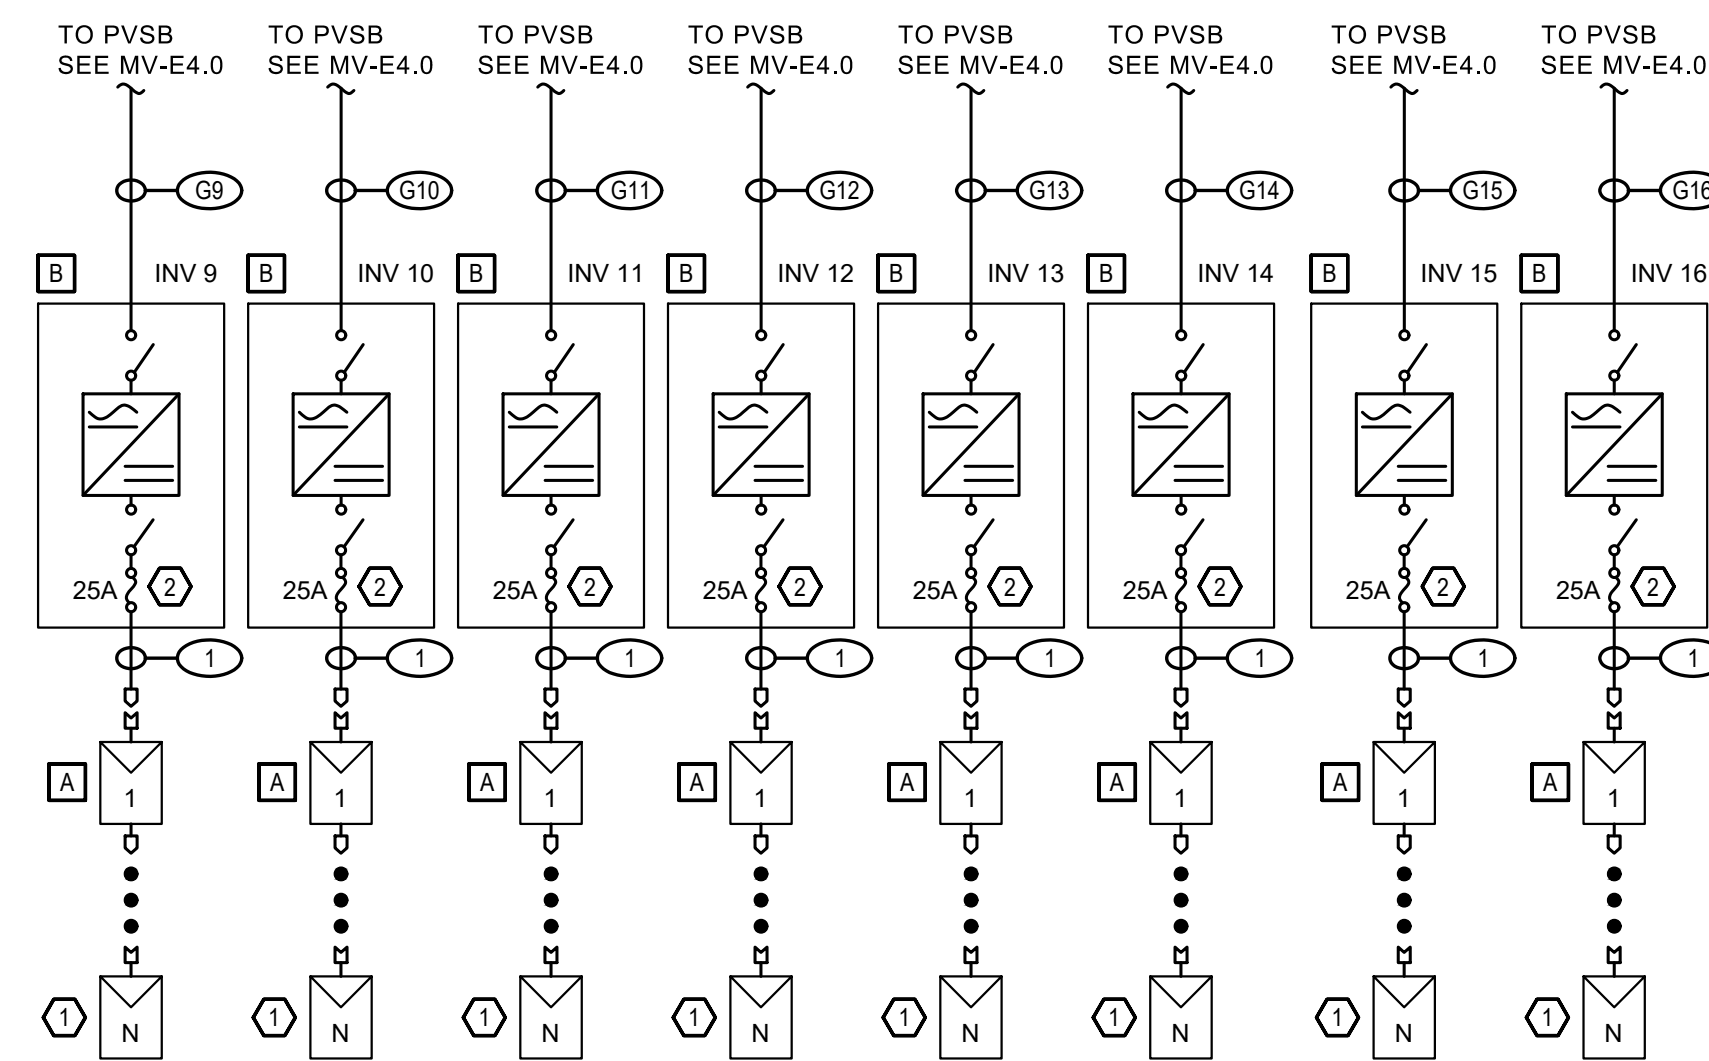 TO PVSB TO PVSB TO PVSB TO PVSB TO PVSB TO PVSB TO PVSB TO PVSB
SEE MV-E4.0 SEE MV-E4.0 SEE MV-E4.0 SEE MV-E4.0 SEE MV-E4.0 SEE MV-E4.0 SEE MV-E4.0 SEE MV-E4.0
G9 G10 G11 G12 G13 G14 G15 G16
B INV 9 B INV 10 B INV 11 B INV 12 B INV 13 B INV 14 B INV 15 B INV 16
25A 2 25A 2 25A 2 25A 2 25A 2 25A 2 25A 2 25A 2
1 1 1 1 1 1 1 1
A 1 A 1 A 1 A 1 A 1 A 1 A 1 A 1
1 N 1 N 1 N 1 N 1 N 1 N 1 N 1 N